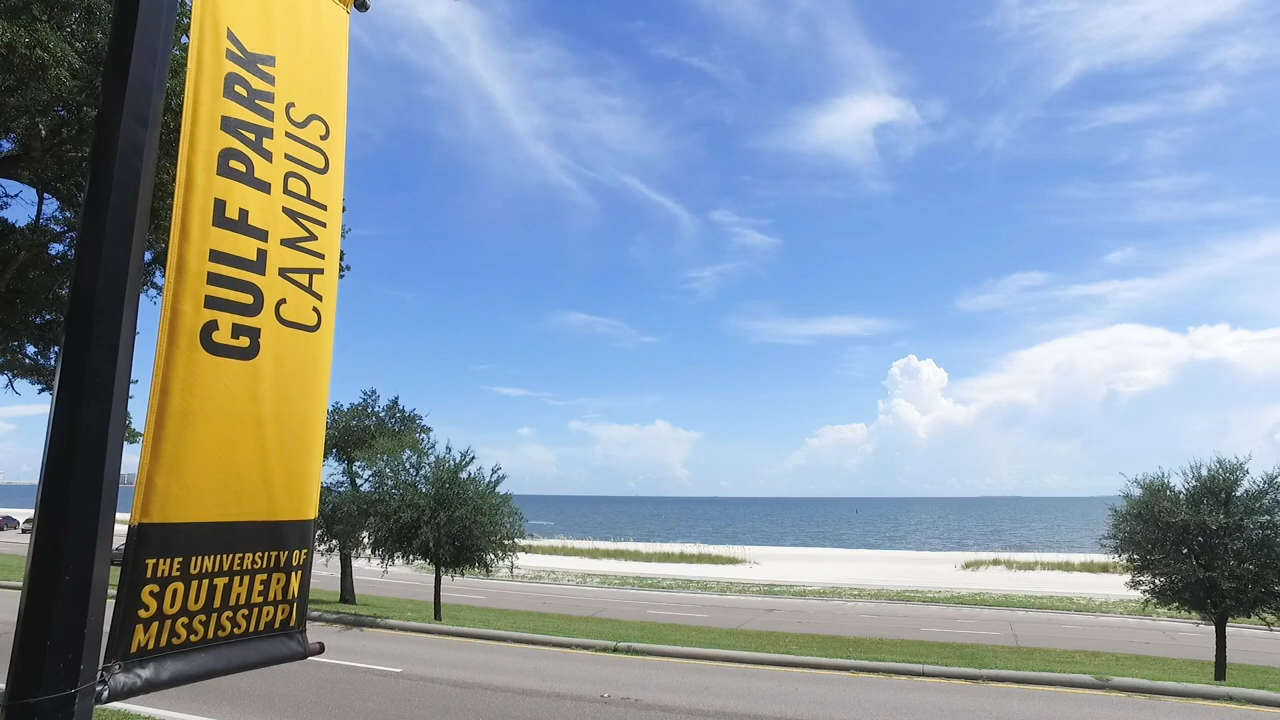 GULF PARK
CAMPUS
THE UNIVERSITY OF
SOUTHERN
MISSISSIPPI